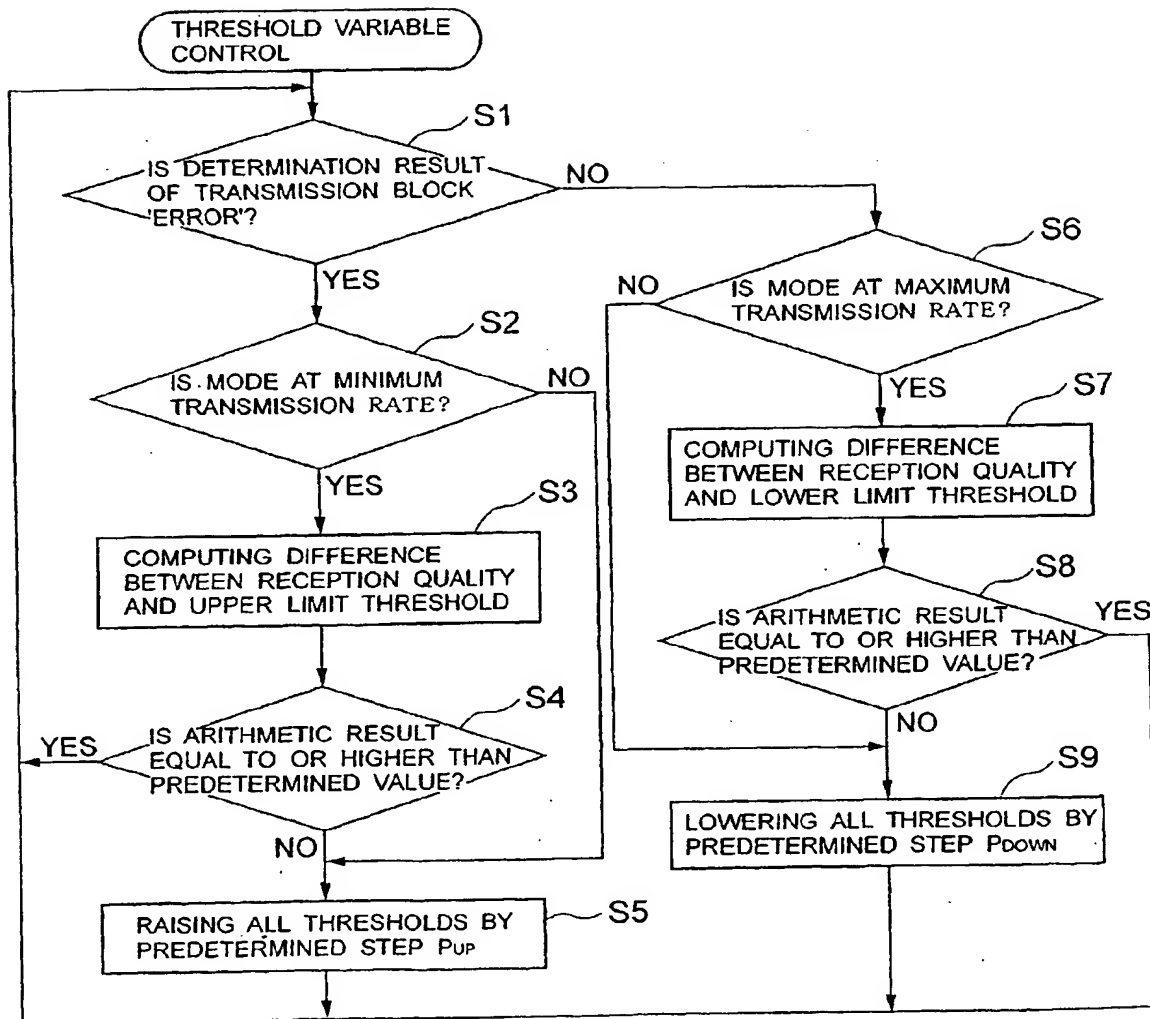 THRESHOLD VARIABLE
CONTROL
S1
IS DETERMINATION RESULT
OF TRANSMISSION BLOCK
'ERROR'?
NO
YES
S6
IS MODE AT MAXIMUM
TRANSMISSION RATE?
NO
YES
S2
IS MODE AT MINIMUM
TRANSMISSION RATE?
NO
YES
S7
COMPUTING DIFFERENCE
BETWEEN RECEPTION QUALITY
AND LOWER LIMIT THRESHOLD
S3
COMPUTING DIFFERENCE
BETWEEN RECEPTION QUALITY
AND UPPER LIMIT THRESHOLD
S8
IS ARITHMETIC RESULT
EQUAL TO OR HIGHER THAN
PREDETERMINED VALUE?
YES
NO
S4
IS ARITHMETIC RESULT
EQUAL TO OR HIGHER THAN
PREDETERMINED VALUE?
YES
NO
S9
LOWERING ALL THRESHOLDS BY
PREDETERMINED STEP PDOWN
S5
RAISING ALL THRESHOLDS BY
PREDETERMINED STEP PUP